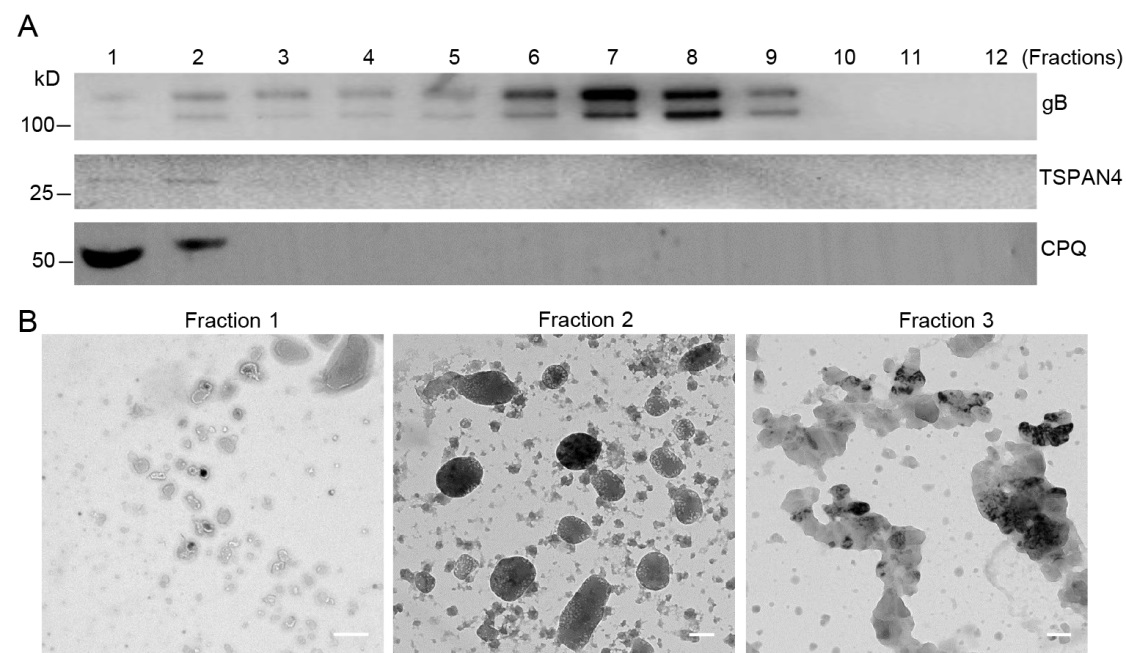 A
1 2 3 4 5 6 7 8 9 10 11 12 (Fractions)
kD
100
gB
25
TSPAN4
50
CPQ
B
Fraction 1 Fraction 2 Fraction 3